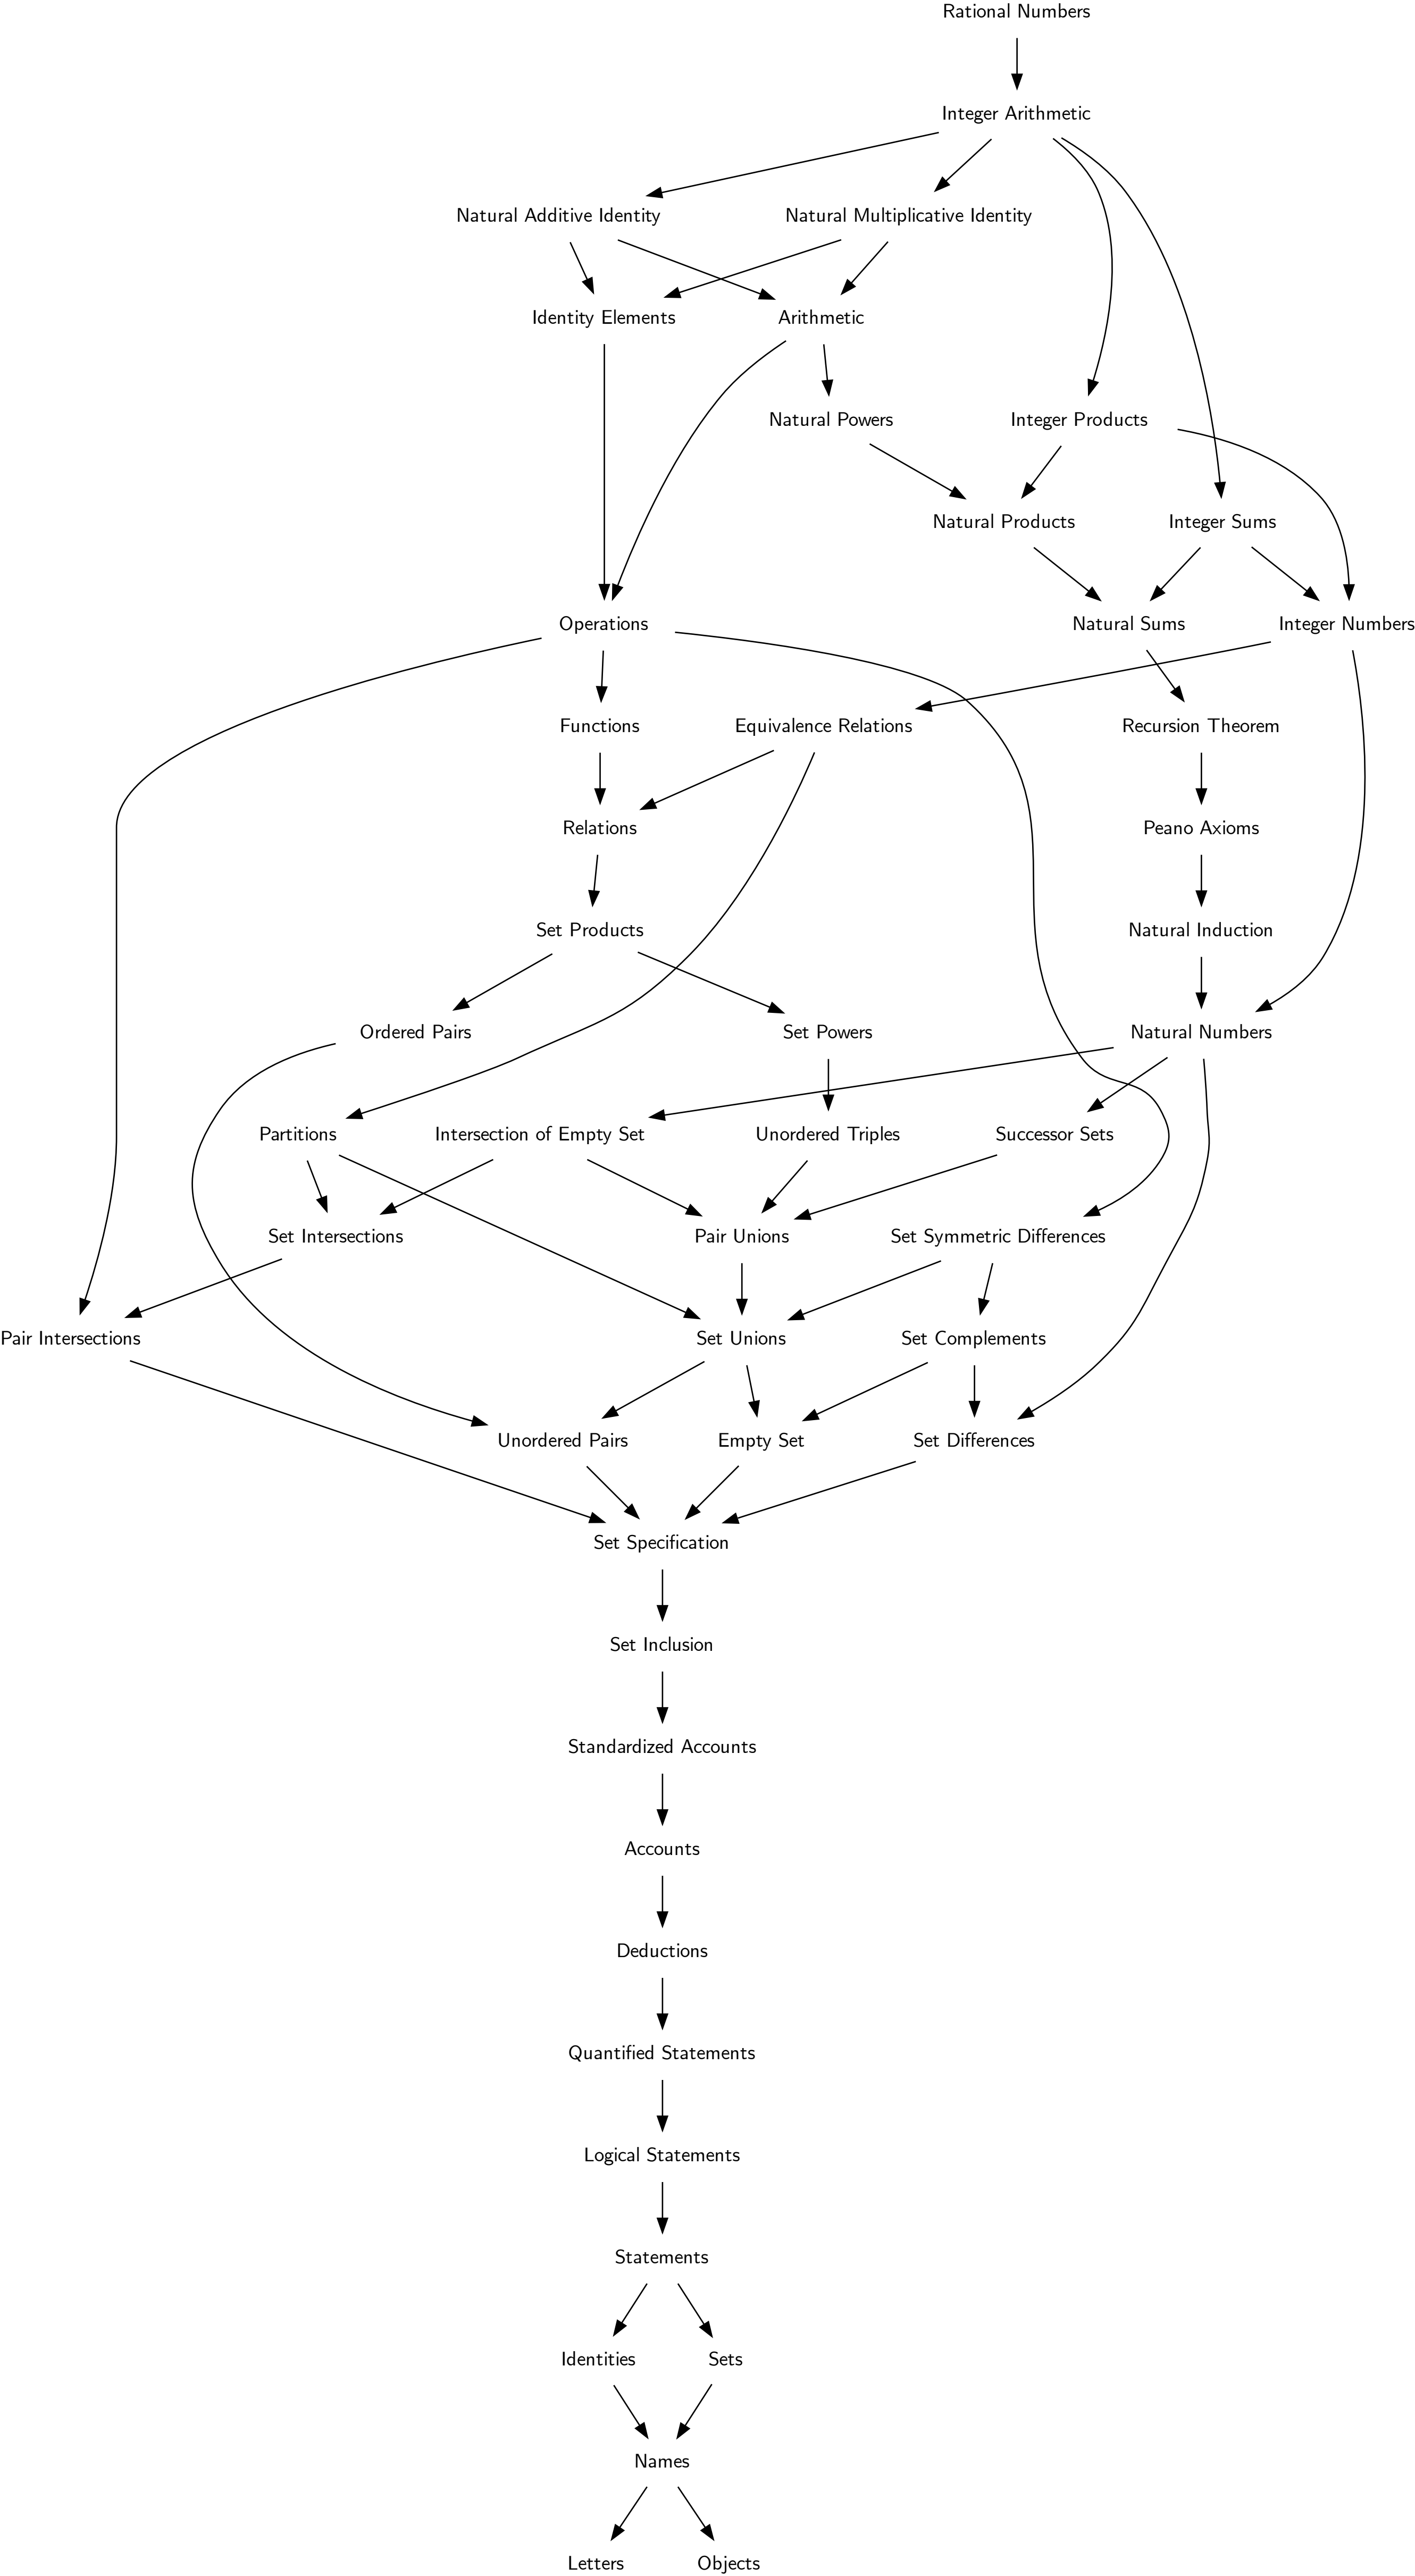 Rational Numbers
Integer Arithmetic
Natural Additive Identity
Natural Multiplicative Identity
Identity Elements
Arithmetic
Natural Powers
Integer Products
Natural Products
Integer Sums
Operations
Natural Sums
Integer Numbers
Functions
Equivalence Relations
Recursion Theorem
Relations
Peano Axioms
Set Products
Natural Induction
Ordered Pairs
Set Powers
Natural Numbers
Partitions
Intersection of Empty Set
Unordered Triples
Successor Sets
Set Intersections
Pair Unions
Set Symmetric Differences
Pair Intersections
Set Unions
Set Complements
Unordered Pairs
Empty Set
Set Differences
Set Specification
Set Inclusion
Standardized Accounts
Accounts
Deductions
Quantified Statements
Logical Statements
Statements
Identities
Sets
Names
Letters
Objects